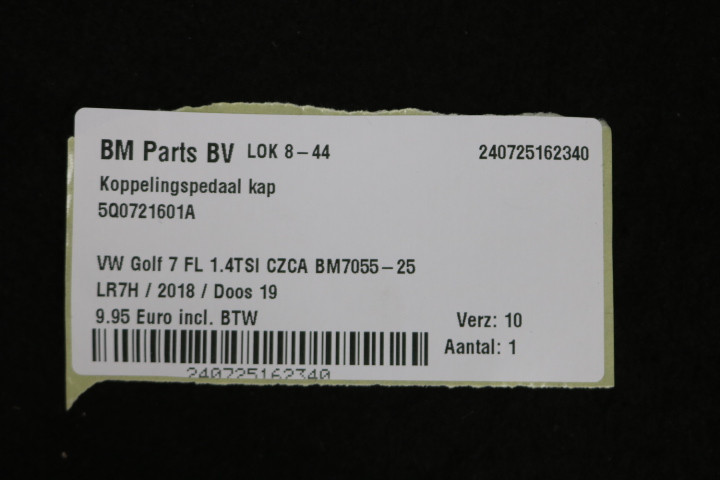 BM Parts BV LOK 8-44 240725162340
Koppelingspedaal kap
5Q0721601A
VW Golf 7 FL 1.4TSI CZCA BM7055-25
LR7H / 2018 / Doos 19
9.95 Euro incl. BTW Verz: 10
Aantal: 1
240725162340